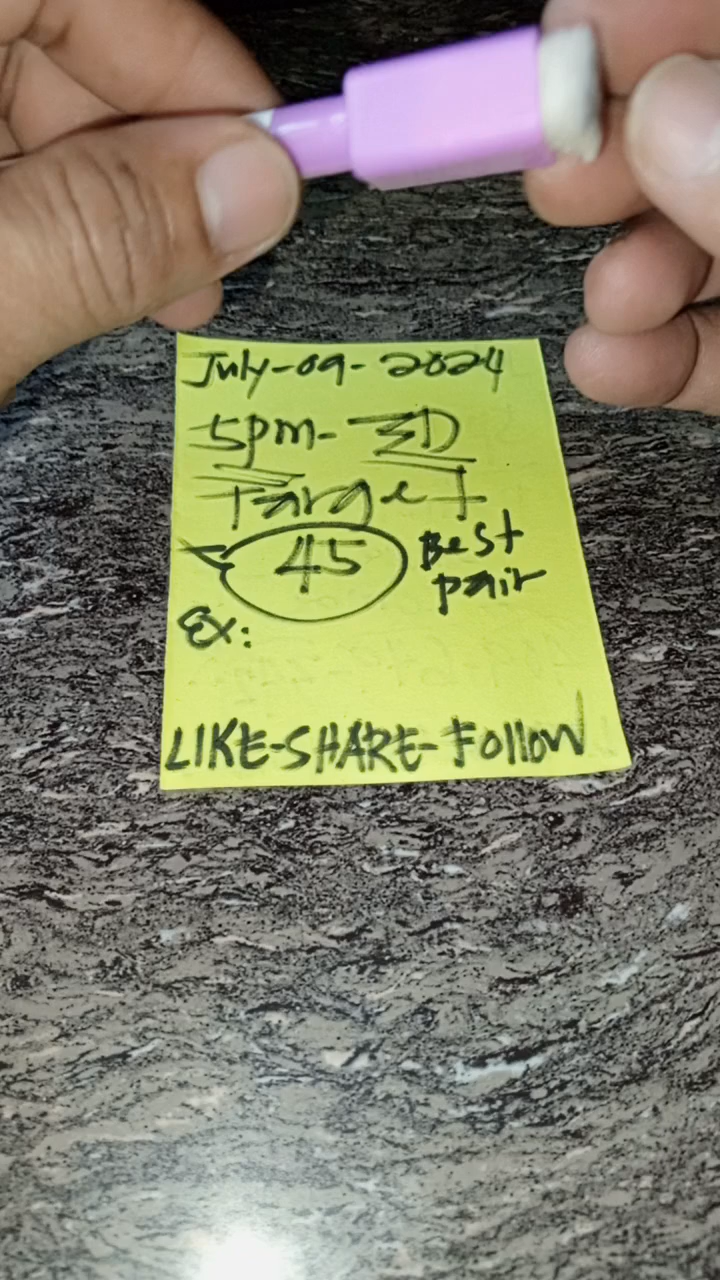 July-09-2024
5pm-3D
Target
45 Best
pair
Ex:
LIKE-SHARE-Follow